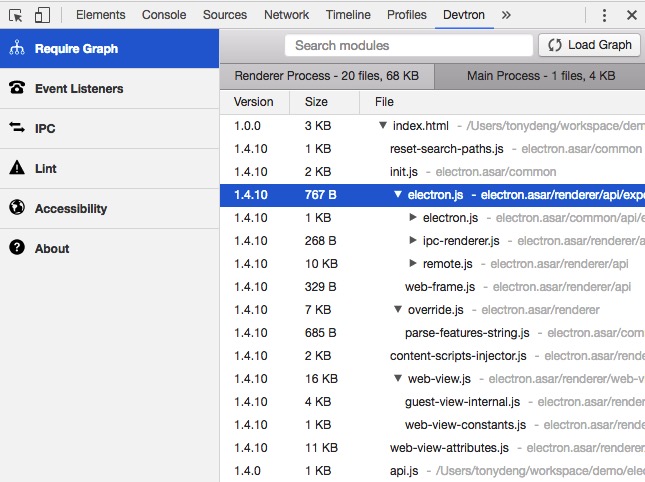 Elements Console Sources Network Timeline Profiles Devtron »
Require Graph
Event Listeners
IPC
Lint
Accessibility
About
Search modules Load Graph
Renderer Process - 20 files, 68 KB Main Process - 1 files, 4 KB
Version Size File
1.0.0 3 KB ▼ index.html - /Users/tonydeng/workspace/dem
1.4.10 2 KB reset-search-paths.js - electron.asar/common
1.4.10 2 KB init.js - electron.asar/common
1.4.10 767 B ▼ electron.js - electron.asar/renderer/api/expo
1.4.10 1 KB ▶ electron.js - electron.asar/common/api/e
1.4.10 268 B ▶ ipc-renderer.js - electron.asar/renderer/a
1.4.10 10 KB ▶ remote.js - electron.asar/renderer/api
1.4.10 329 B web-frame.js - electron.asar/renderer/api
1.4.10 7 KB ▼ override.js - electron.asar/renderer
1.4.10 685 B parse-features-string.js - electron.asar/com
1.4.10 2 KB content-scripts-injector.js - electron.asar/rende
1.4.10 16 KB ▼ web-view.js - electron.asar/renderer/web-v
1.4.10 4 KB guest-view-internal.js - electron.asar/rende
1.4.10 1 KB web-view-constants.js - electron.asar/rend
1.4.10 11 KB web-view-attributes.js - electron.asar/renderer
1.4.0 1 KB api.js - /Users/tonydeng/workspace/demo/elec